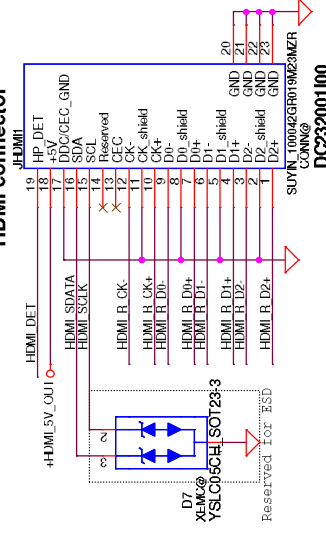 HDMI connector
JHDMI1
19 HP_DET
18 +5V
17 DDC/CEC_GND
16 SDA
15 SCL
14 Reserved
13 CEC
12 CK-
11 CK_shield
10 CK+
9 D0-
8 D0_shield
7 D0+
6 D1-
5 D1_shield
4 D1+
3 D2-
2 D2_shield
1 D2+
GND 20
GND 21
GND 22
GND 23
SUYIN_100042GR019M23MZR
CONN@
DC232001I00
HDMI_DET
+HDMI_5V_OUT
HDMI_SDATA
HDMI_SCLK
HDMI_R_CK-
HDMI_R_CK+
HDMI_R_D0-
HDMI_R_D0+
HDMI_R_D1-
HDMI_R_D1+
HDMI_R_D2-
HDMI_R_D2+
3
2
D7
XEMC@
YSLC05CH_SOT23-3
Reserved for ESD